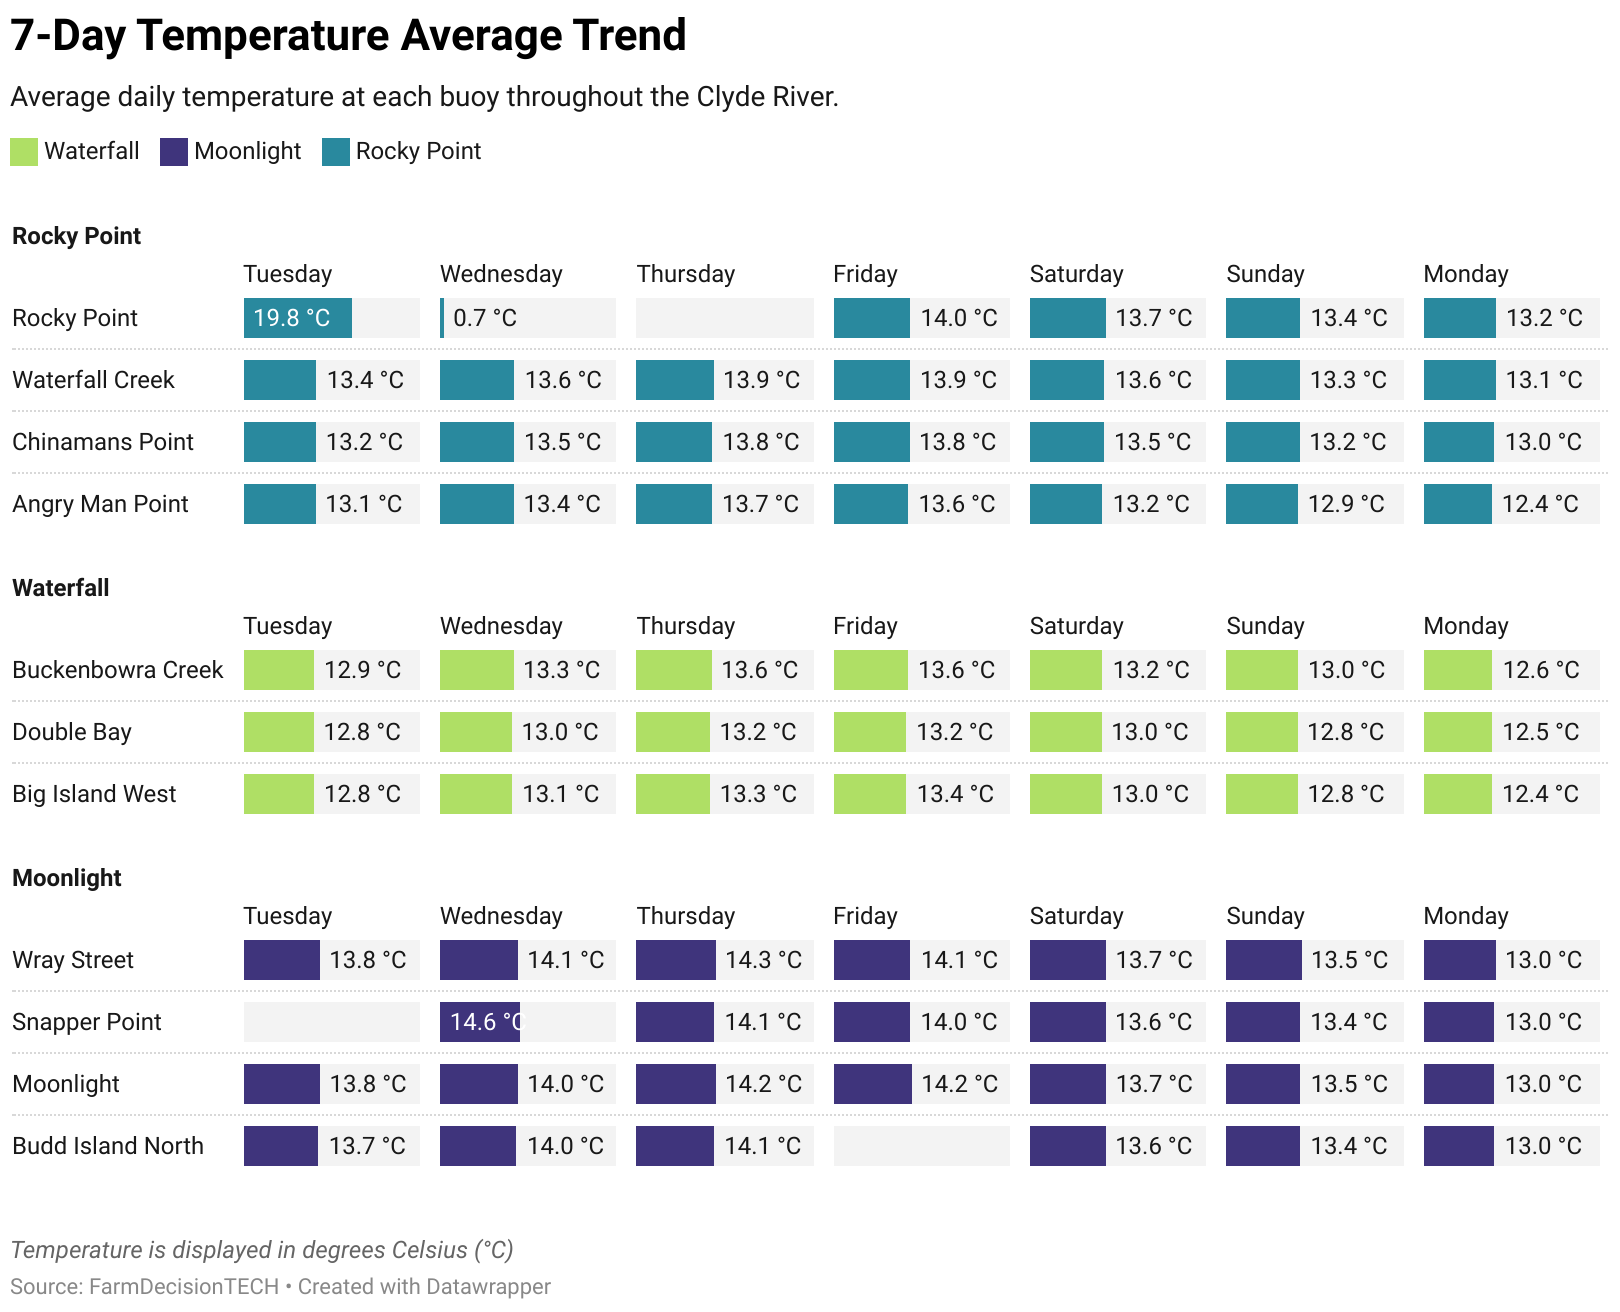 7-Day Temperature Average Trend
Average daily temperature at each buoy throughout the Clyde River.
Waterfall Moonlight Rocky Point
Rocky Point
Tuesday Wednesday Thursday Friday Saturday Sunday Monday
Rocky Point 19.8 °C 0.7 °C 14.0 °C 13.7 °C 13.4 °C 13.2 °C
Waterfall Creek 13.4 °C 13.6 °C 13.9 °C 13.9 °C 13.6 °C 13.3 °C 13.1 °C
Chinamans Point 13.2 °C 13.5 °C 13.8 °C 13.8 °C 13.5 °C 13.2 °C 13.0 °C
Angry Man Point 13.1 °C 13.4 °C 13.7 °C 13.6 °C 13.2 °C 12.9 °C 12.4 °C
Waterfall
Tuesday Wednesday Thursday Friday Saturday Sunday Monday
Buckenbowra Creek 12.9 °C 13.3 °C 13.6 °C 13.6 °C 13.2 °C 13.0 °C 12.6 °C
Double Bay 12.8 °C 13.0 °C 13.2 °C 13.2 °C 13.0 °C 12.8 °C 12.5 °C
Big Island West 12.8 °C 13.1 °C 13.3 °C 13.4 °C 13.0 °C 12.8 °C 12.4 °C
Moonlight
Tuesday Wednesday Thursday Friday Saturday Sunday Monday
Wray Street 13.8 °C 14.1 °C 14.3 °C 14.1 °C 13.7 °C 13.5 °C 13.0 °C
Snapper Point 14.6 °C 14.1 °C 14.0 °C 13.6 °C 13.4 °C 13.0 °C
Moonlight 13.8 °C 14.0 °C 14.2 °C 14.2 °C 13.7 °C 13.5 °C 13.0 °C
Budd Island North 13.7 °C 14.0 °C 14.1 °C 13.6 °C 13.4 °C 13.0 °C
Temperature is displayed in degrees Celsius (°C)
Source: FarmDecisionTECH • Created with Datawrapper